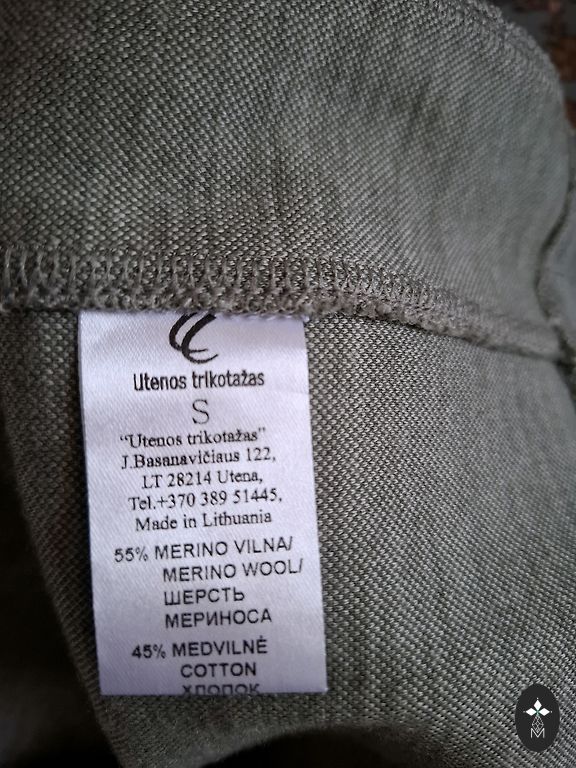 Utenos trikotažas
S
"Utenos trikotažas"
J.Basanavičiaus 122,
LT 28214 Utena,
Tel.+370 389 51445,
Made in Lithuania
55% MERINO VILNA/
MERINO WOOL/
ШЕРСТЬ
МЕРИНОСА
45% MEDVILNĖ
COTTON
ХЛОПОК